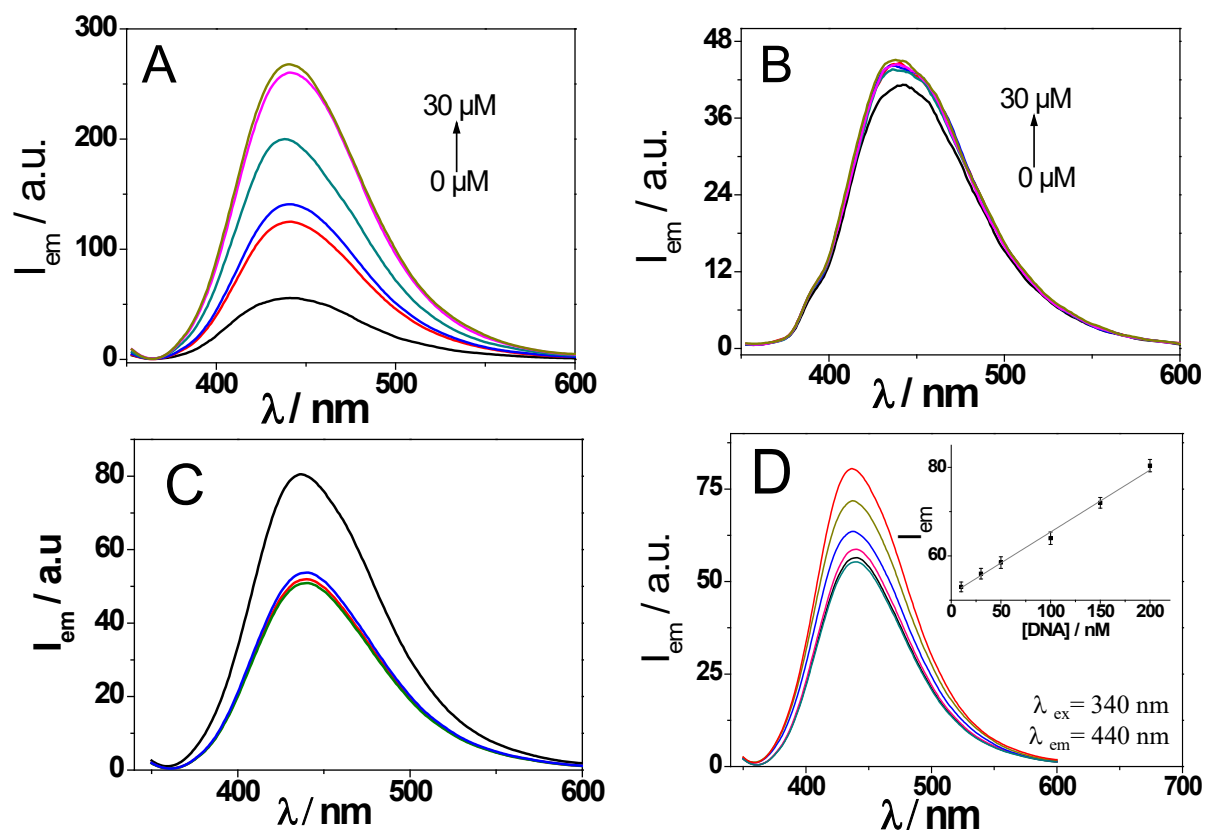 A
300
200
100
0
400
500
600
I_em / a.u.
λ / nm
30 µM
0 µM
B
48
36
24
12
0
400
500
600
I_em / a.u.
λ / nm
30 µM
0 µM
C
80
60
40
20
0
400
500
600
I_em / a.u
λ / nm
D
75
50
25
0
400
500
600
700
I_em / a.u.
λ / nm
80
60
0
50
100
150
200
I_em
[DNA] / nM
λ ex= 340 nm
λ em= 440 nm